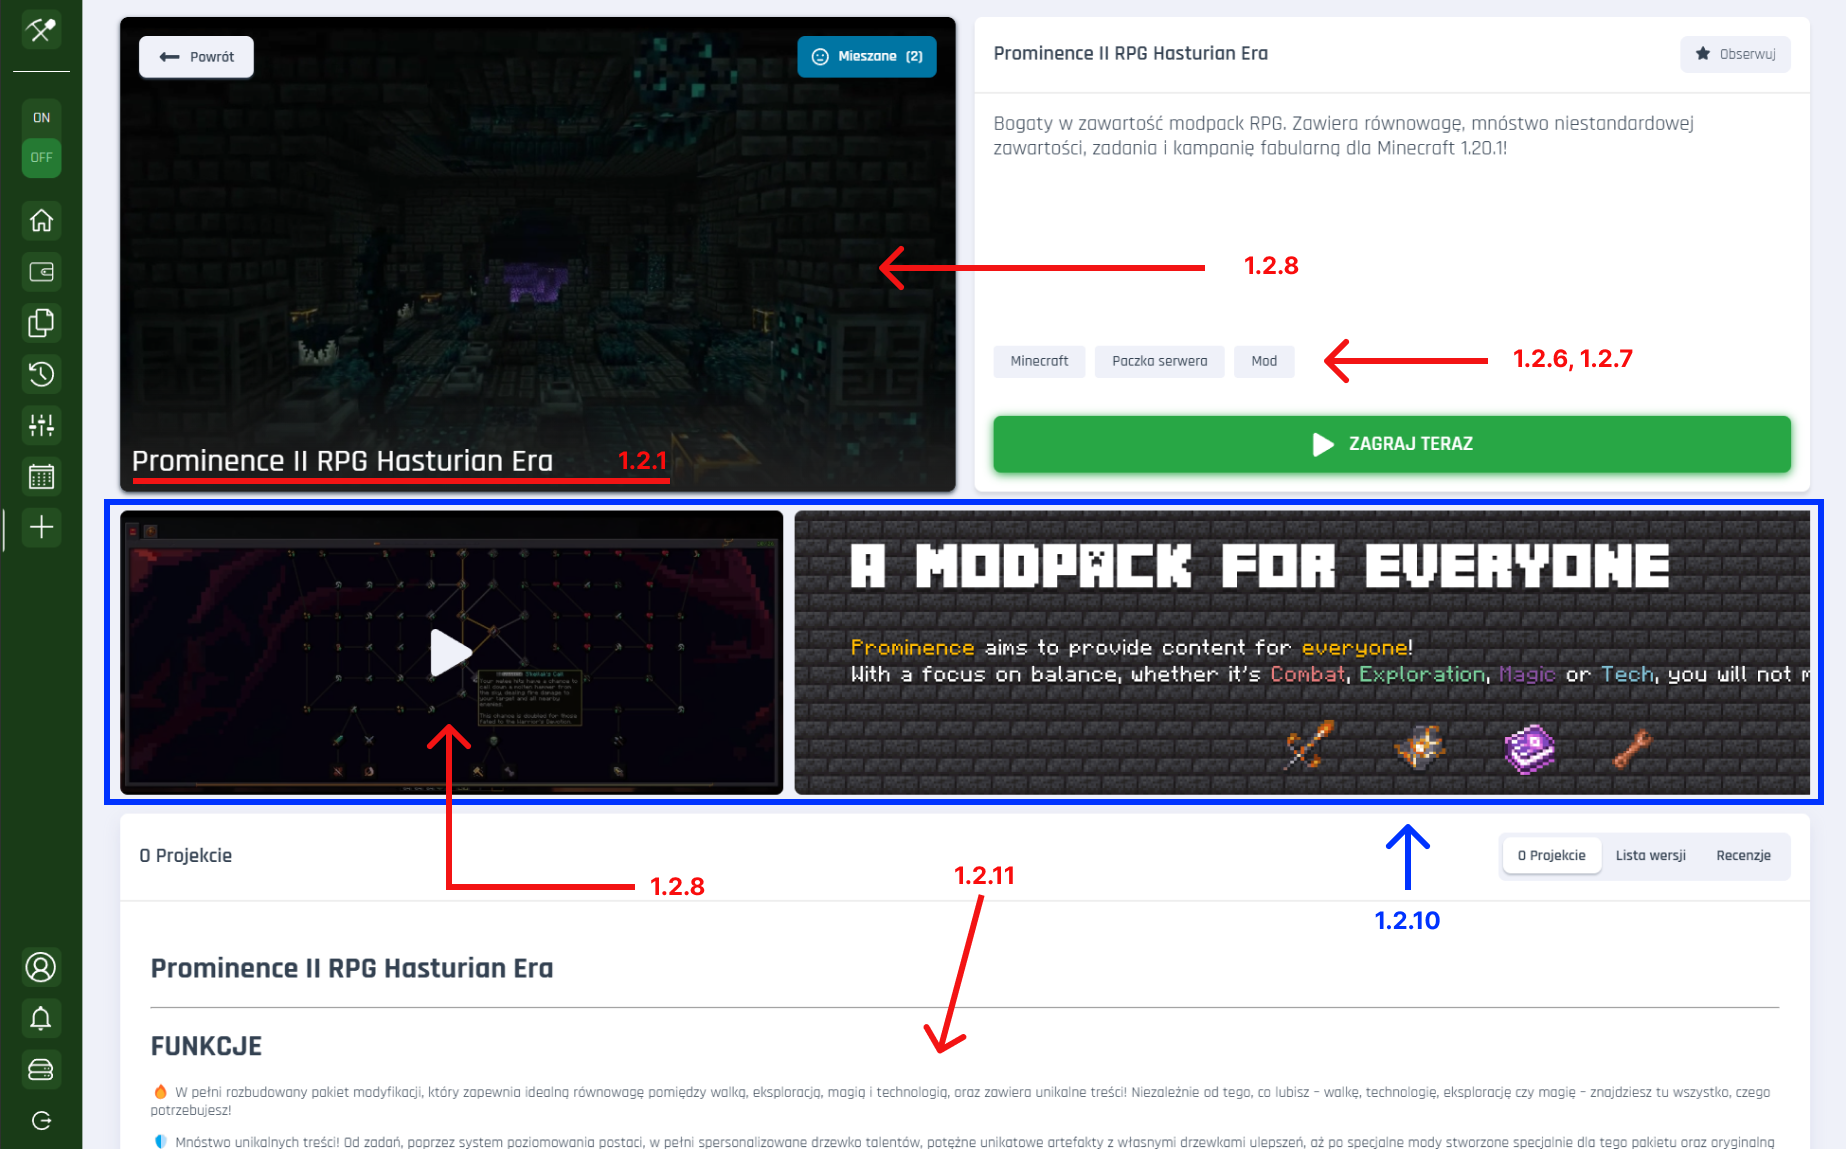 ON
OFF
Powrót
Mieszane (2)
Prominence II RPG Hasturian Era
1.2.1
Prominence II RPG Hasturian Era
Obserwuj
Bogaty w zawartość modpack RPG. Zawiera równowagę, mnóstwo niestandardowej
zawartości, zadania i kampanię fabularną dla Minecraft 1.20.1!
1.2.8
Minecraft
Paczka serwera
Mod
1.2.6, 1.2.7
ZAGRAJ TERAZ
A MODPACK FOR EVERYONE
Prominence aims to provide content for everyone!
With a focus on balance, whether it's Combat, Exploration, Magic or Tech, you will not m
1.2.8
1.2.10
O Projekcie
O Projekcie
Lista wersji
Recenzje
1.2.11
Prominence II RPG Hasturian Era
FUNKCJE
W pełni rozbudowany pakiet modyfikacji, który zapewnia idealną równowagę pomiędzy walką, eksploracją, magią i technologią, oraz zawiera unikalne treści! Niezależnie od tego, co lubisz – walkę, technologię, eksplorację czy magię – znajdziesz tu wszystko, czego
potrzebujesz!
Mnóstwo unikalnych treści! Od zadań, poprzez system poziomowania postaci, w pełni spersonalizowane drzewko talentów, potężne unikatowe artefakty z własnymi drzewkami ulepszeń, aż po specjalne mody stworzone specjalnie dla tego pakietu oraz oryginalną